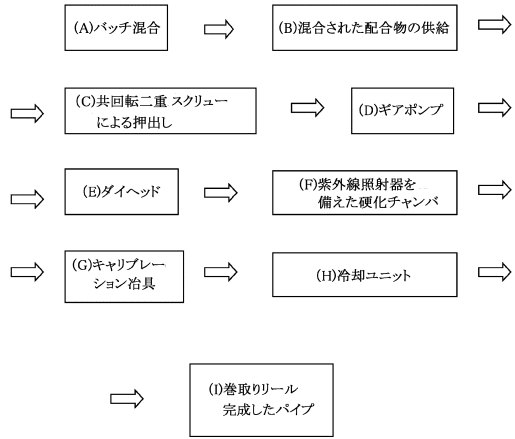 (A)バッチ混合
(B)混合された配合物の供給
(C)共回転二重 スクリュー
による押出し
(D)ギアポンプ
(E)ダイヘッド
(F)紫外線照射器を
備えた硬化チャンバ
(G)キャリブレー
ション冶具
(H)冷却ユニット
(I)巻取りリール
完成したパイプ